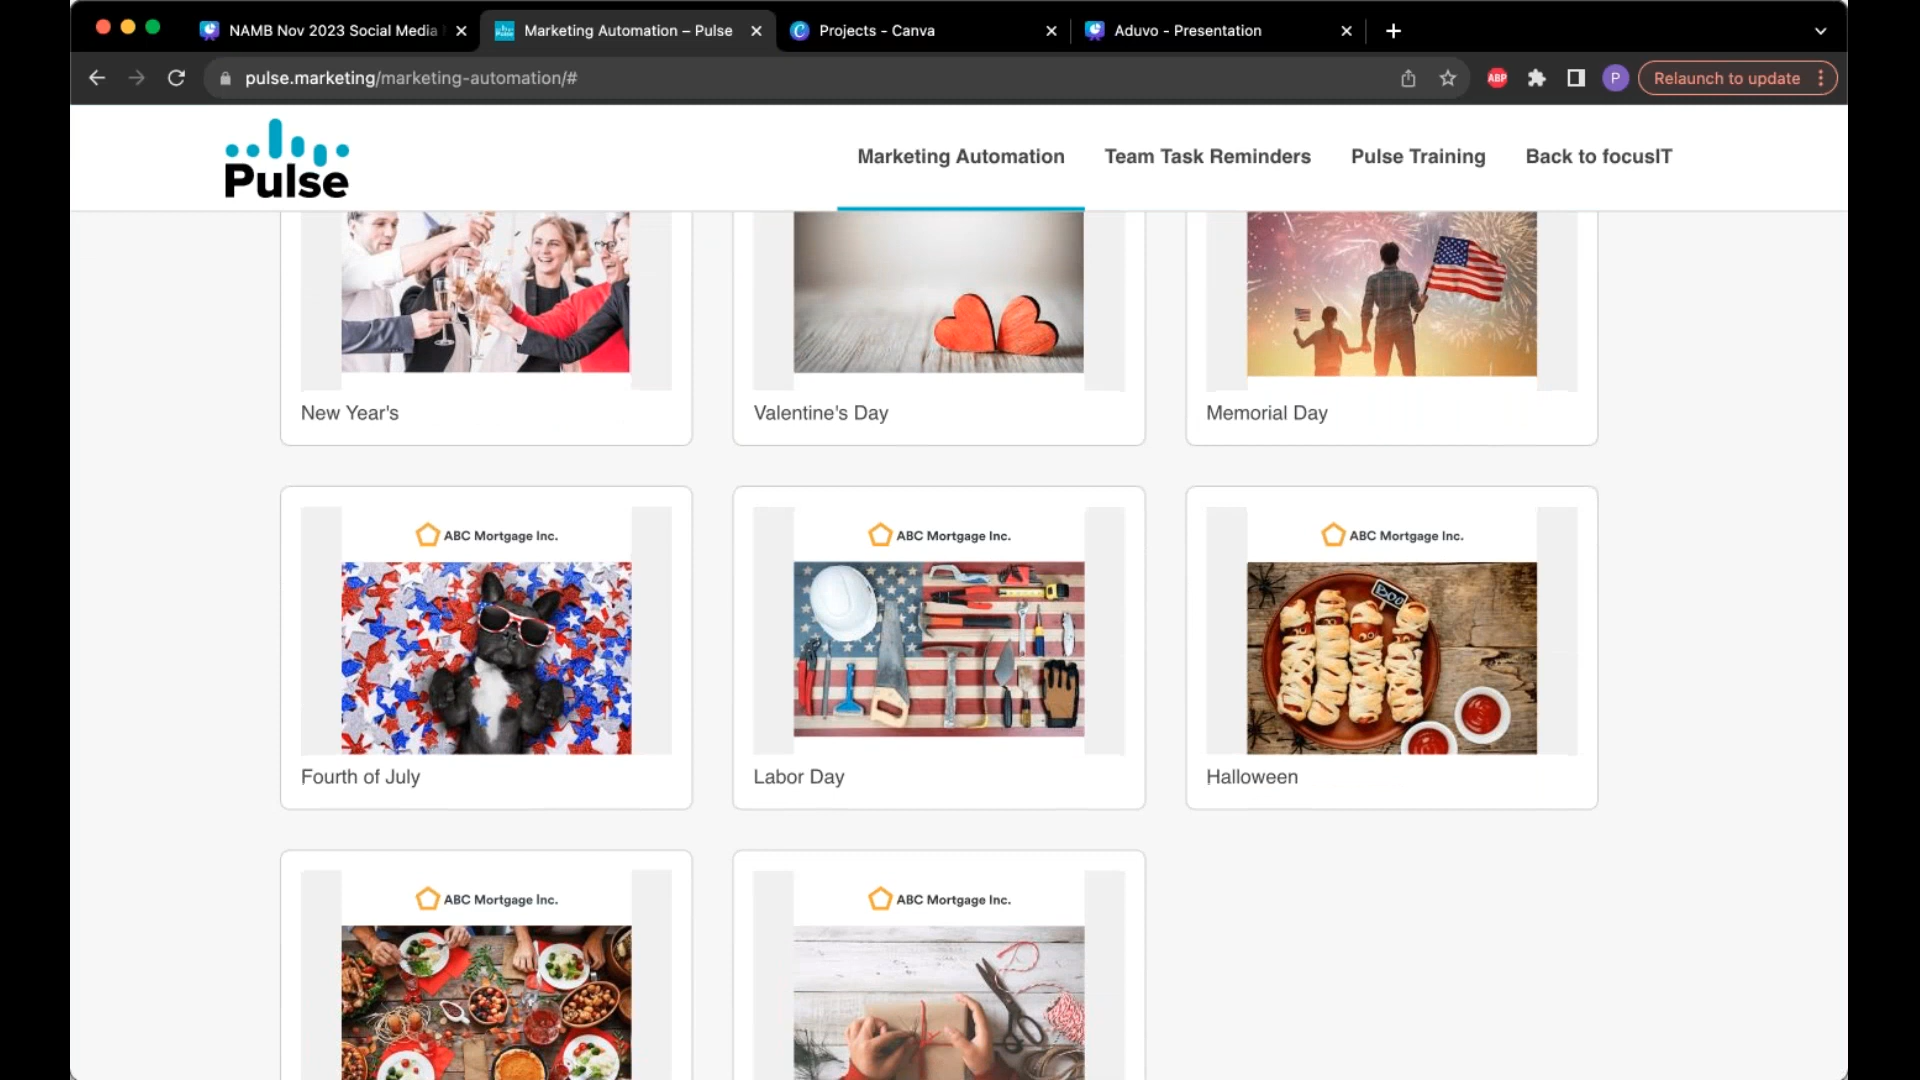 NAMB Nov 2023 Social Media
Marketing Automation – Pulse
Projects - Canva
Aduvo - Presentation
pulse.marketing/marketing-automation/#
ABP
P
Relaunch to update
Pulse
Marketing Automation
Team Task Reminders
Pulse Training
Back to focusIT
New Year's
Valentine's Day
Memorial Day
ABC Mortgage Inc.
ABC Mortgage Inc.
ABC Mortgage Inc.
BOO
Fourth of July
Labor Day
Halloween
ABC Mortgage Inc.
ABC Mortgage Inc.